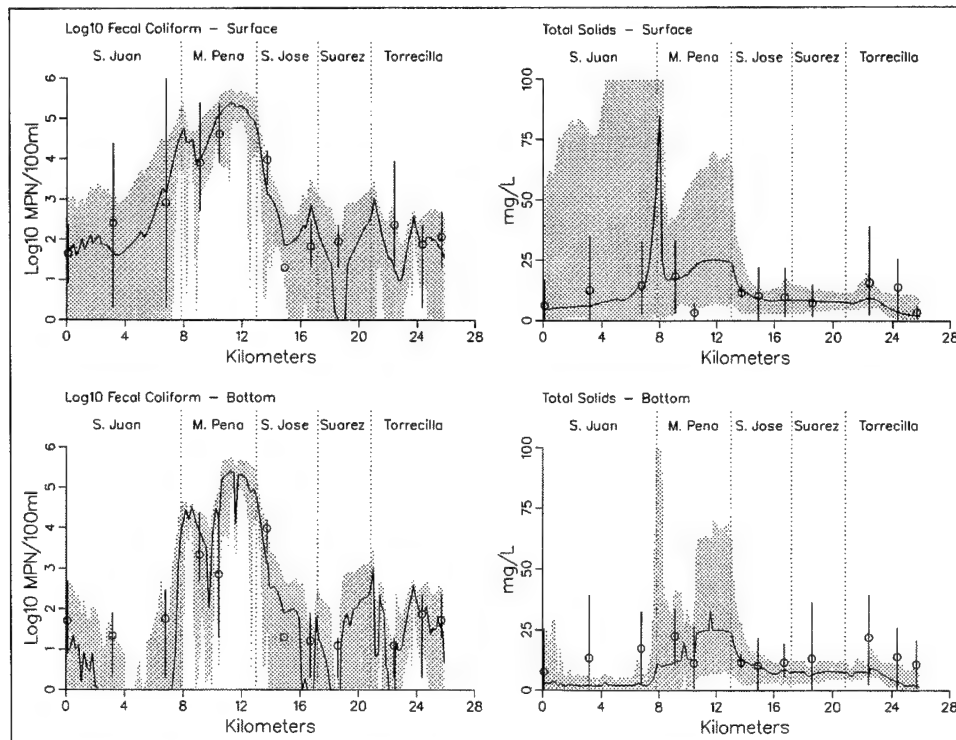 Log10 Fecal Coliform – Surface
S. Juan M. Pena S. Jose Suarez Torrecilla
Log10 MPN/100ml
6
5
4
3
2
1
0
0 4 8 12 16 20 24 28
Kilometers
Total Solids – Surface
S. Juan M. Pena S. Jose Suarez Torrecilla
mg/L
100
75
50
25
0
0 4 8 12 16 20 24 28
Kilometers
Log10 Fecal Coliform – Bottom
S. Juan M. Pena S. Jose Suarez Torrecilla
Log10 MPN/100ml
6
5
4
3
2
1
0
0 4 8 12 16 20 24 28
Kilometers
Total Solids – Bottom
S. Juan M. Pena S. Jose Suarez Torrecilla
mg/L
100
75
50
25
0
0 4 8 12 16 20 24 28
Kilometers